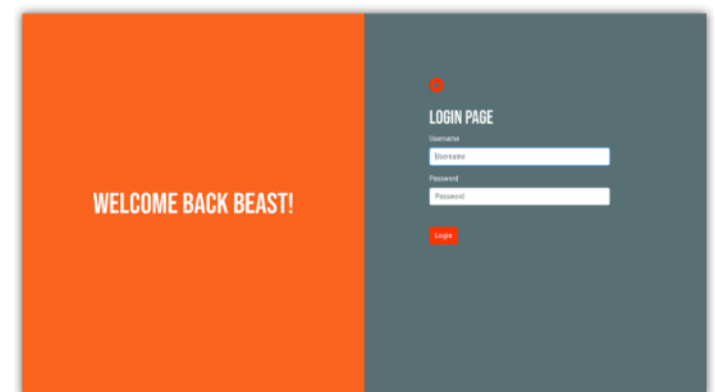 WELCOME BACK BEAST!
LOGIN PAGE
Username
Username
Password
Password
Login